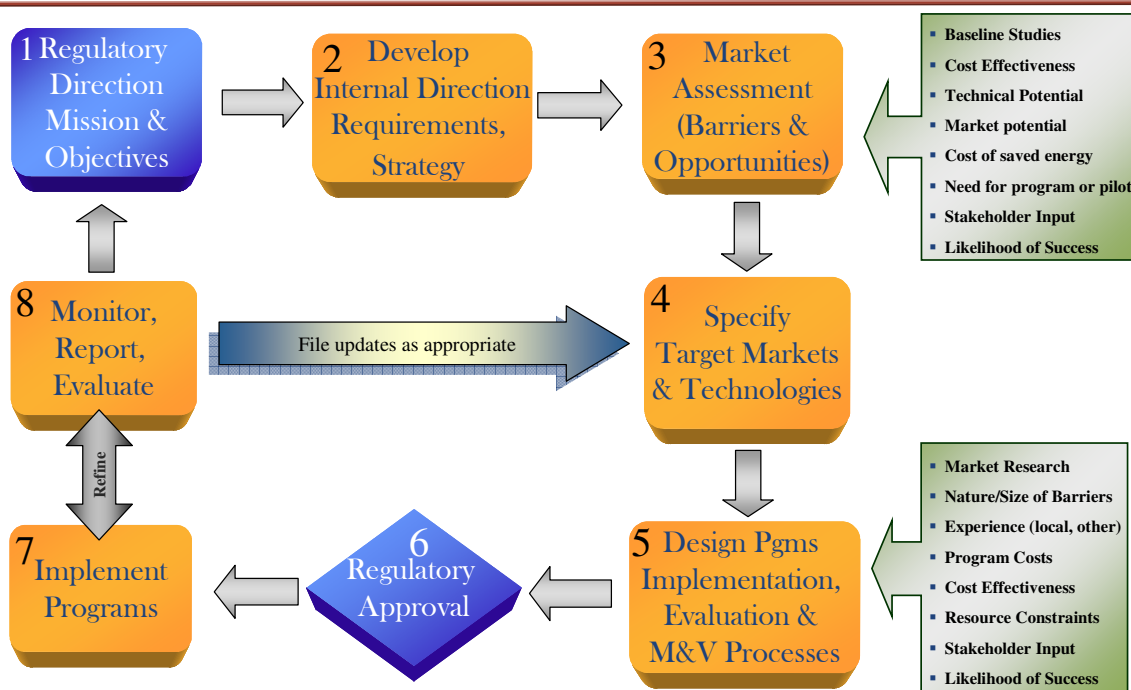 1 Regulatory
Direction
Mission &
Objectives
2 Develop
Internal Direction
Requirements,
Strategy
3 Market
Assessment
(Barriers &
Opportunities)
▪ Baseline Studies
▪ Cost Effectiveness
▪ Technical Potential
▪ Market potential
▪ Cost of saved energy
▪ Need for program or pilot
▪ Stakeholder Input
▪ Likelihood of Success
8 Monitor,
Report,
Evaluate
File updates as appropriate
4 Specify
Target Markets
& Technologies
Refine
7 Implement
Programs
6
Regulatory
Approval
5 Design Pgms
Implementation,
Evaluation &
M&V Processes
▪ Market Research
▪ Nature/Size of Barriers
▪ Experience (local, other)
▪ Program Costs
▪ Cost Effectiveness
▪ Resource Constraints
▪ Stakeholder Input
▪ Likelihood of Success